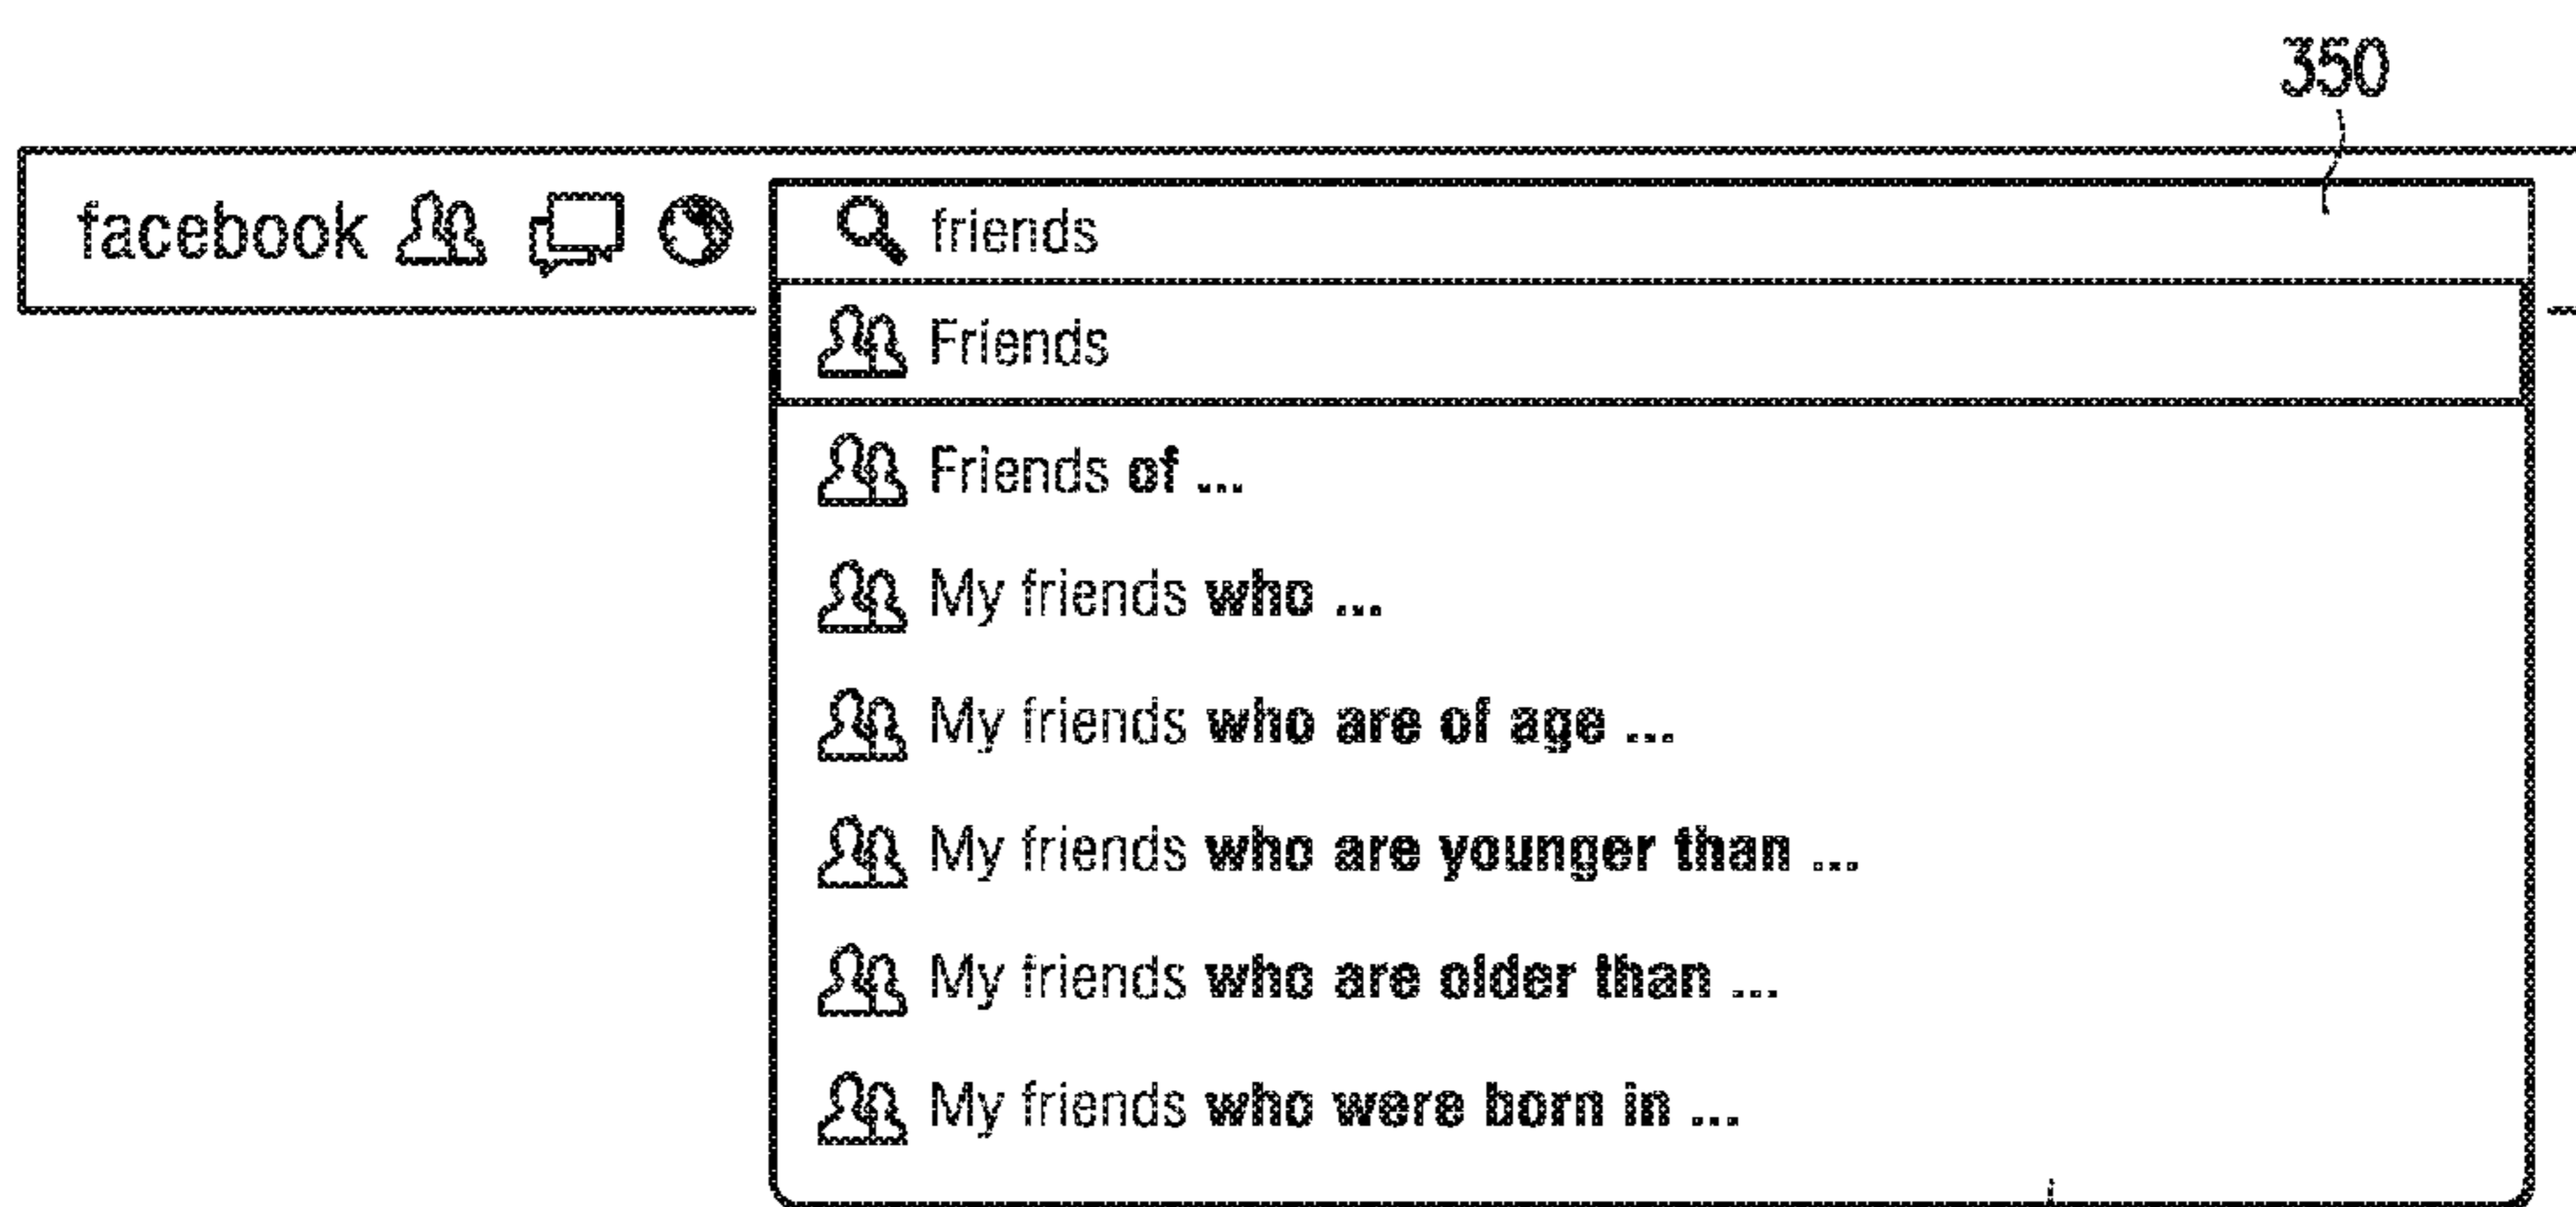 350
facebook friends
Friends
Friends of ...
My friends who ...
My friends who are of age ...
My friends who are younger than ...
My friends who are older than ...
My friends who were born in ...